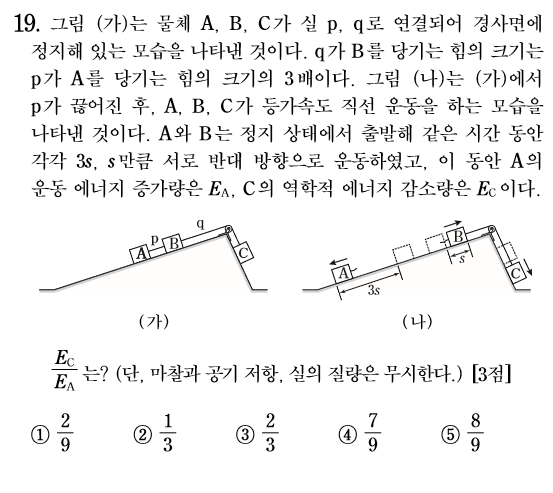 19. 그림 (가)는 물체 A, B, C가 실 p, q로 연결되어 경사면에
정지해 있는 모습을 나타낸 것이다. q가 B를 당기는 힘의 크기는
p가 A를 당기는 힘의 크기의 3배이다. 그림 (나)는 (가)에서
p가 끊어진 후, A, B, C가 등가속도 직선 운동을 하는 모습을
나타낸 것이다. A와 B는 정지 상태에서 출발해 같은 시간 동안
각각 3s, s만큼 서로 반대 방향으로 운동하였고, 이 동안 A의
운동 에너지 증가량은 E_A, C의 역학적 에너지 감소량은 E_C이다.
q
p
A B C
B
s
A
3s
C
(가) (나)
E_C/E_A 는? (단, 마찰과 공기 저항, 실의 질량은 무시한다.) [3점]
① 2/9 ② 1/3 ③ 2/3 ④ 7/9 ⑤ 8/9